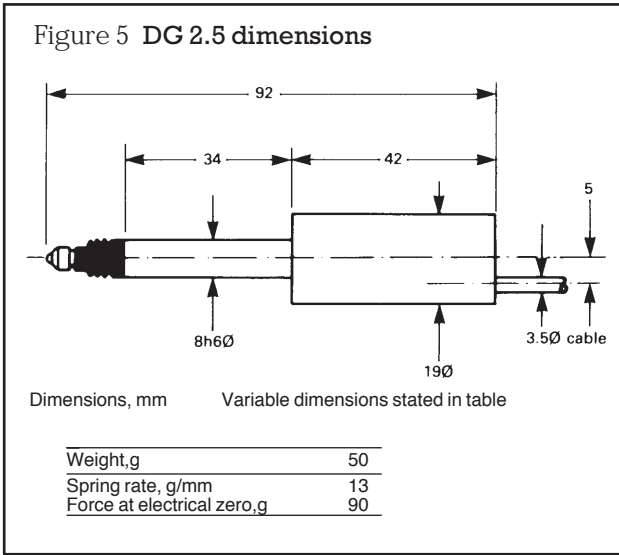 Figure 5 DG 2.5 dimensions
92
34
42
5
8h6Ø
19Ø
3.5Ø cable
Dimensions, mm Variable dimensions stated in table
Weight,g 50
Spring rate, g/mm 13
Force at electrical zero,g 90